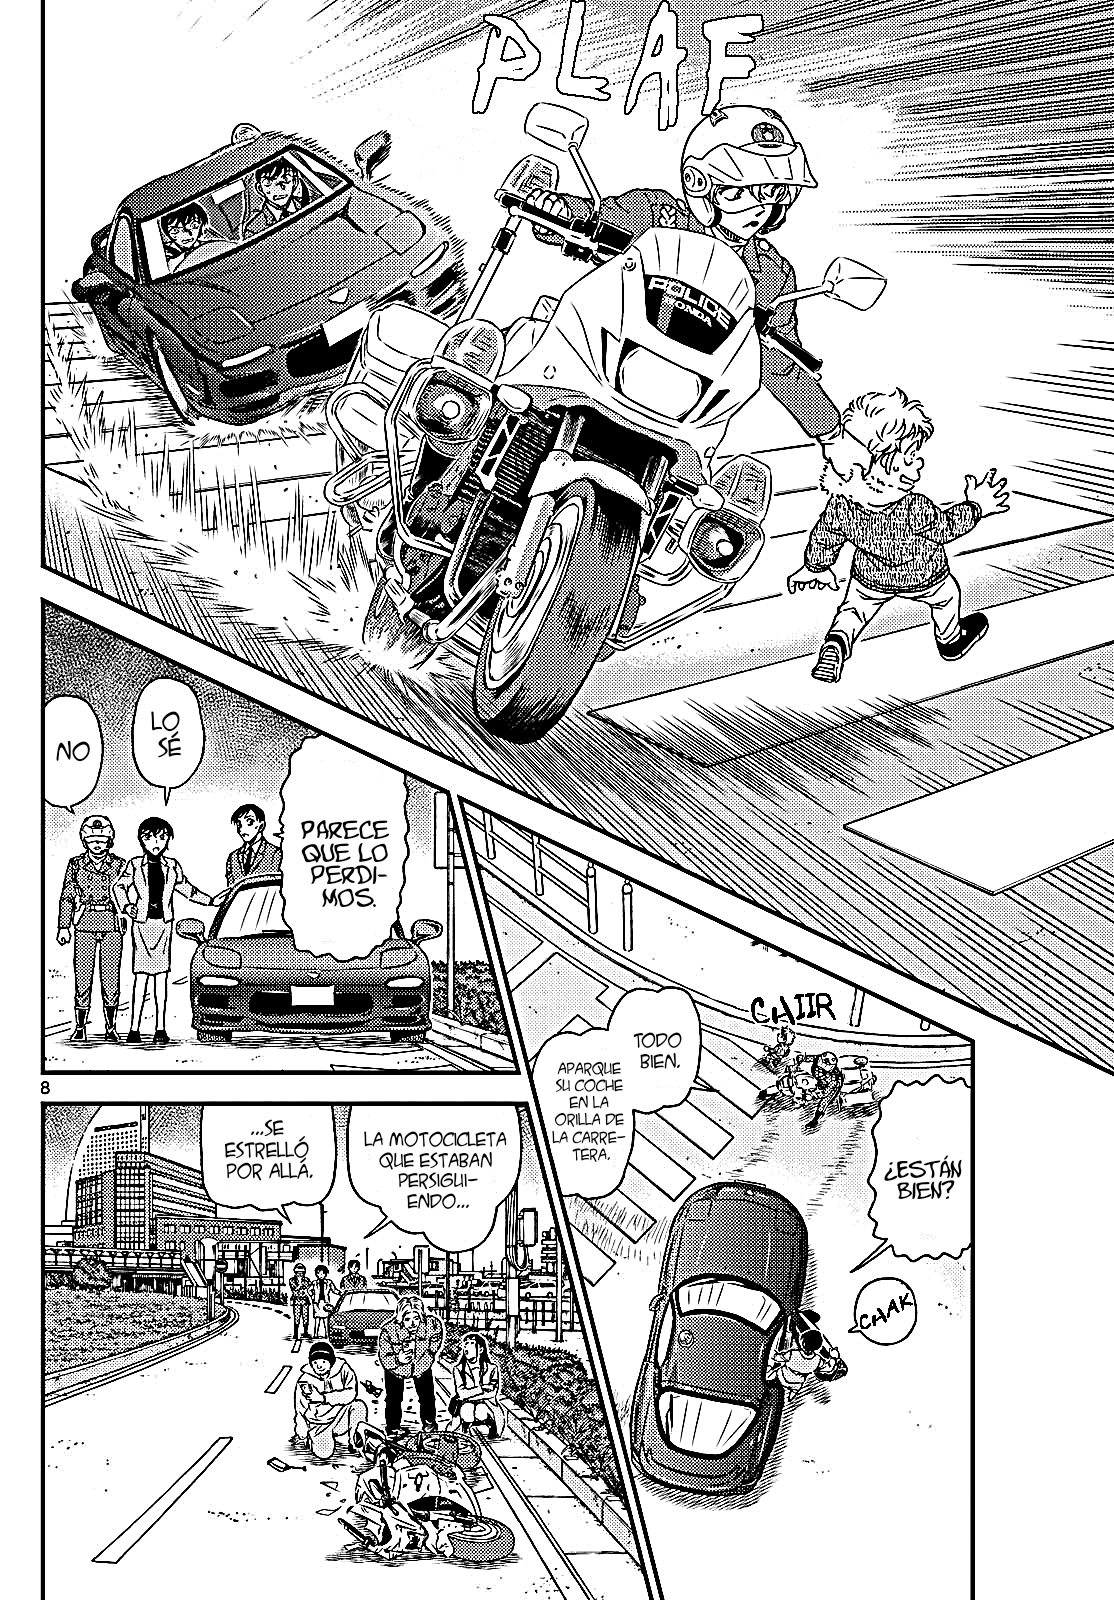 PLAF
POLICE
HONDA
¿ESTÁN
BIEN?
CHIIR
CHAK
TODO
BIEN.
APARQUE
SU COCHE
EN LA
ORILLA DE
LA CARRE-
TERA.
PARECE
QUE LO
PERDI-
MOS.
LO
SÉ
NO
8
LA MOTOCICLETA
QUE ESTABAN
PERSIGUI-
ENDO...
...SE
ESTRELLÓ
POR ALLÁ.